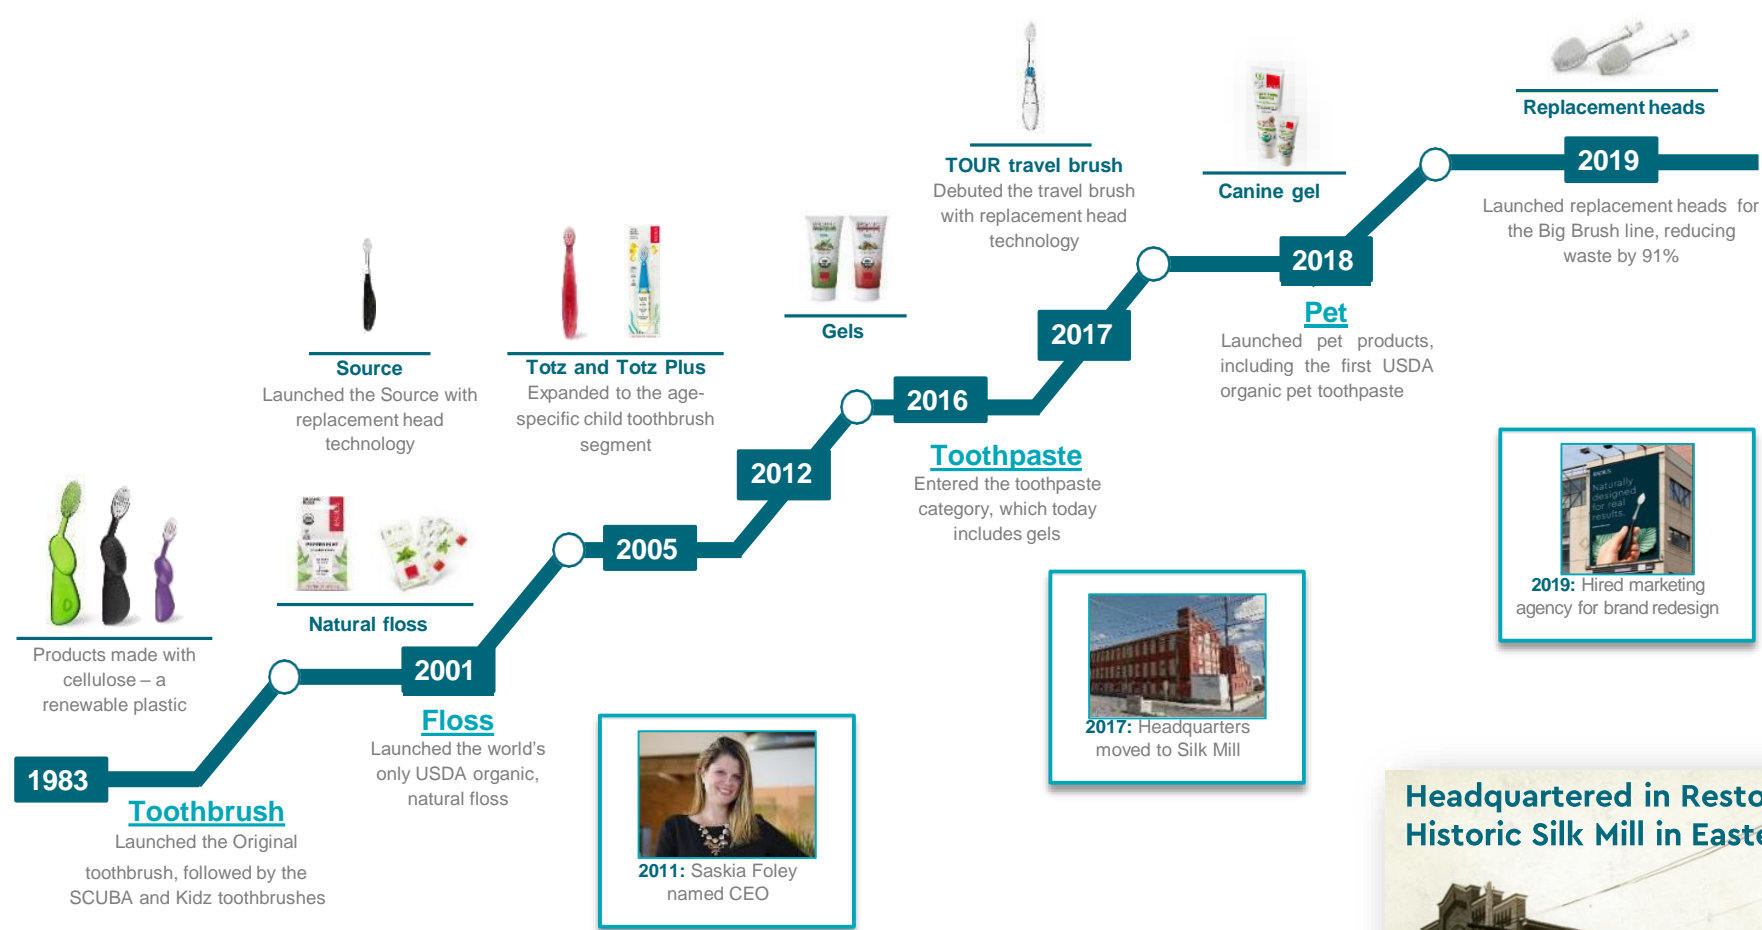 Replacement heads
2019
Launched replacement heads for
the Big Brush line, reducing
waste by 91%
TOUR travel brush
Debuted the travel brush
with replacement head
technology
Canine gel
2018
Pet
Launched pet products,
including the first USDA
organic pet toothpaste
2017
Gels
2016
Toothpaste
Entered the toothpaste
category, which today
includes gels
Source
Launched the Source with
replacement head
technology
Totz and Totz Plus
Expanded to the age-
specific child toothbrush
segment
2012
2005
Natural floss
2001
Floss
Launched the world's
only USDA organic,
natural floss
Products made with
cellulose – a
renewable plastic
1983
Toothbrush
Launched the Original
toothbrush, followed by the
SCUBA and Kidz toothbrushes
2011: Saskia Foley
named CEO
2017: Headquarters
moved to Silk Mill
Naturally
designed
for real
results.
2019: Hired marketing
agency for brand redesign
Headquartered in Resto
Historic Silk Mill in Easte